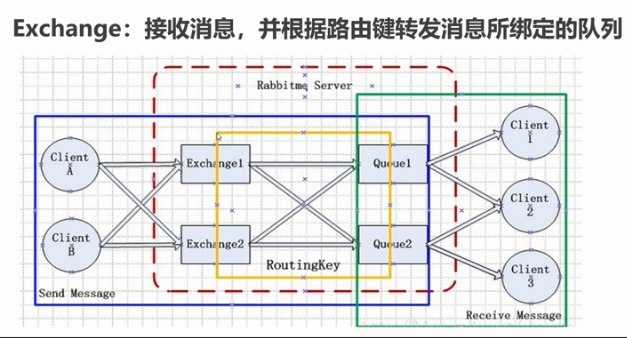 Exchange：接收消息，并根据路由键转发消息所绑定的队列
Rabbitmq Server
Client
A
Exchange1
Queue1
Client
1
Client
2
Client
B
Exchange2
Queue2
RoutingKey
Client
3
Send Message
Receive Message